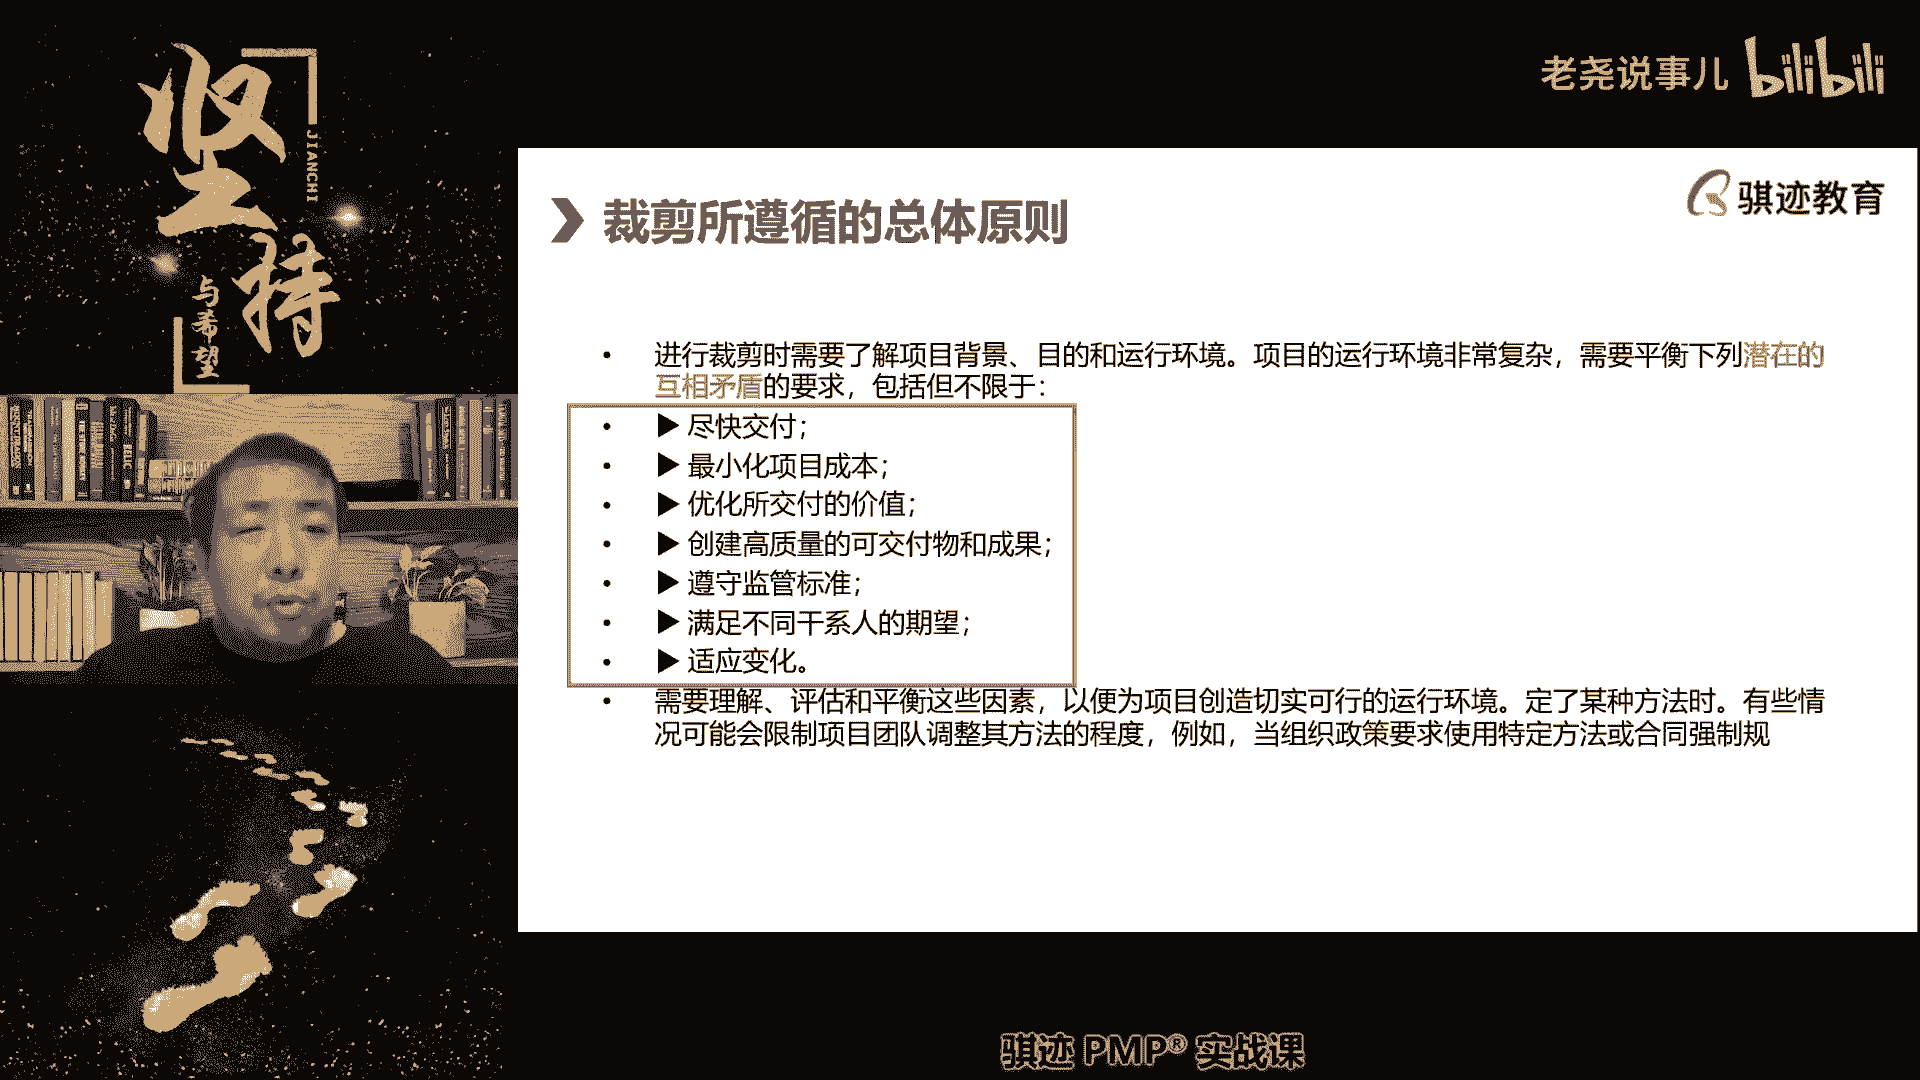 坚持
JIANCHI
与希望
老尧说事儿 bilibili
骐迹教育
裁剪所遵循的总体原则
• 进行裁剪时需要了解项目背景、目的和运行环境。项目的运行环境非常复杂，需要平衡下列潜在的
互相矛盾的要求，包括但不限于：
• ▶ 尽快交付；
• ▶ 最小化项目成本；
• ▶ 优化所交付的价值；
• ▶ 创建高质量的可交付物和成果；
• ▶ 遵守监管标准；
• ▶ 满足不同干系人的期望；
• ▶ 适应变化。
• 需要理解、评估和平衡这些因素，以便为项目创造切实可行的运行环境。定了某种方法时。有些情
况可能会限制项目团队调整其方法的程度，例如，当组织政策要求使用特定方法或合同强制规
骐迹 PMP® 实战课